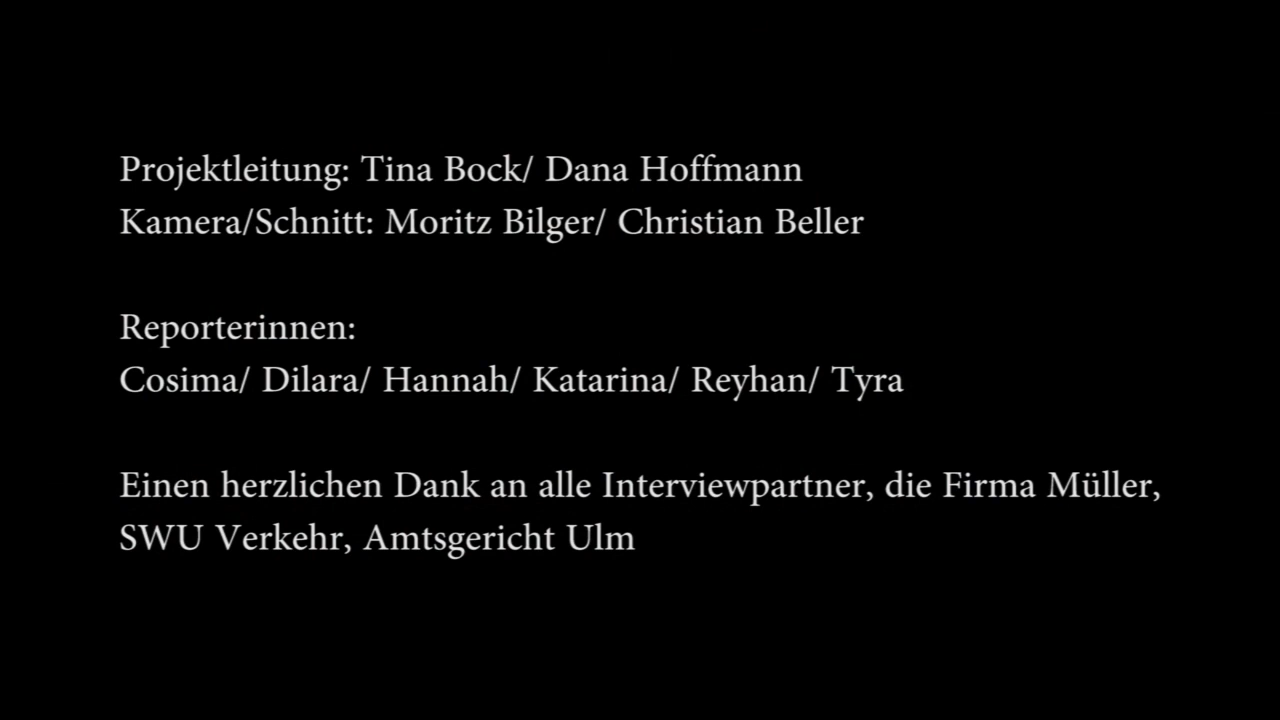 Projektleitung: Tina Bock/ Dana Hoffmann
Kamera/Schnitt: Moritz Bilger/ Christian Beller
Reporterinnen:
Cosima/ Dilara/ Hannah/ Katarina/ Reyhan/ Tyra
Einen herzlichen Dank an alle Interviewpartner, die Firma Müller,
SWU Verkehr, Amtsgericht Ulm